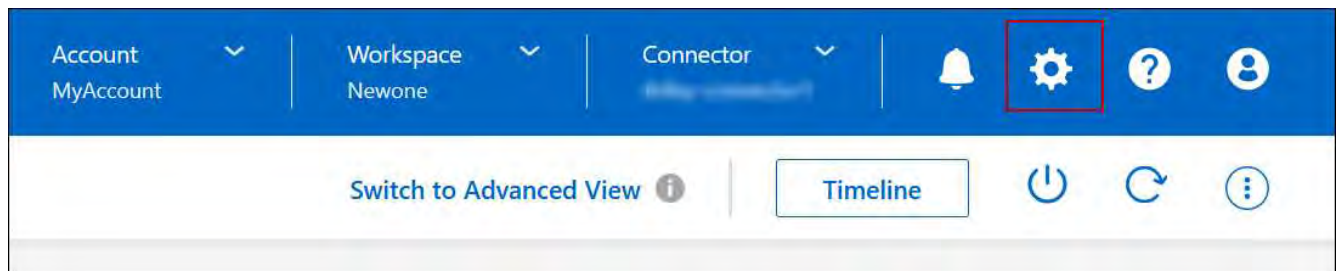 Account
MyAccount
Workspace
Newone
Connector
Switch to Advanced View
Timeline